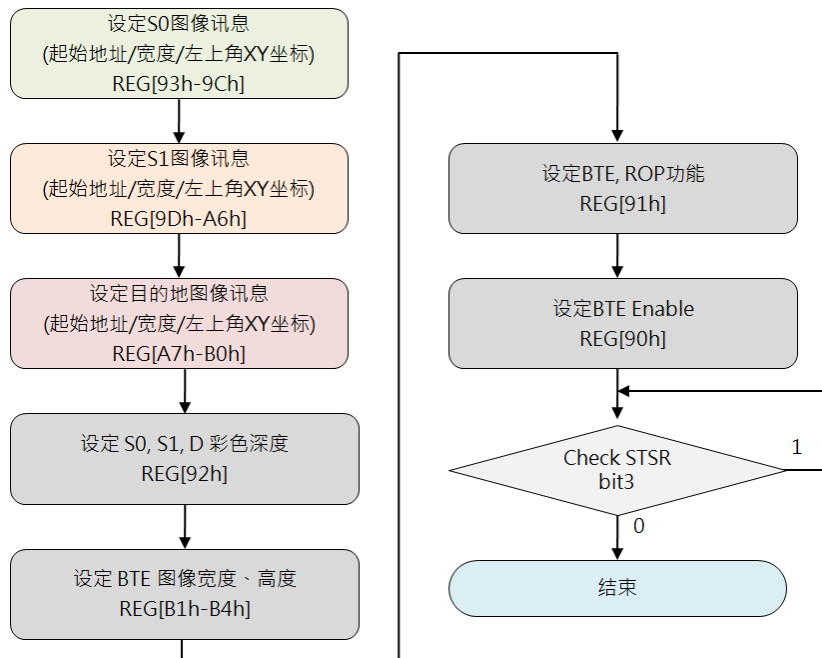 设定S0图像讯息
(起始地址/宽度/左上角XY坐标)
REG[93h-9Ch]
设定S1图像讯息
(起始地址/宽度/左上角XY坐标)
REG[9Dh-A6h]
设定目的地图像讯息
(起始地址/宽度/左上角XY坐标)
REG[A7h-B0h]
设定 S0, S1, D 彩色深度
REG[92h]
设定 BTE 图像宽度、高度
REG[B1h-B4h]
设定BTE, ROP功能
REG[91h]
设定BTE Enable
REG[90h]
Check STSR
bit3
1
0
结束